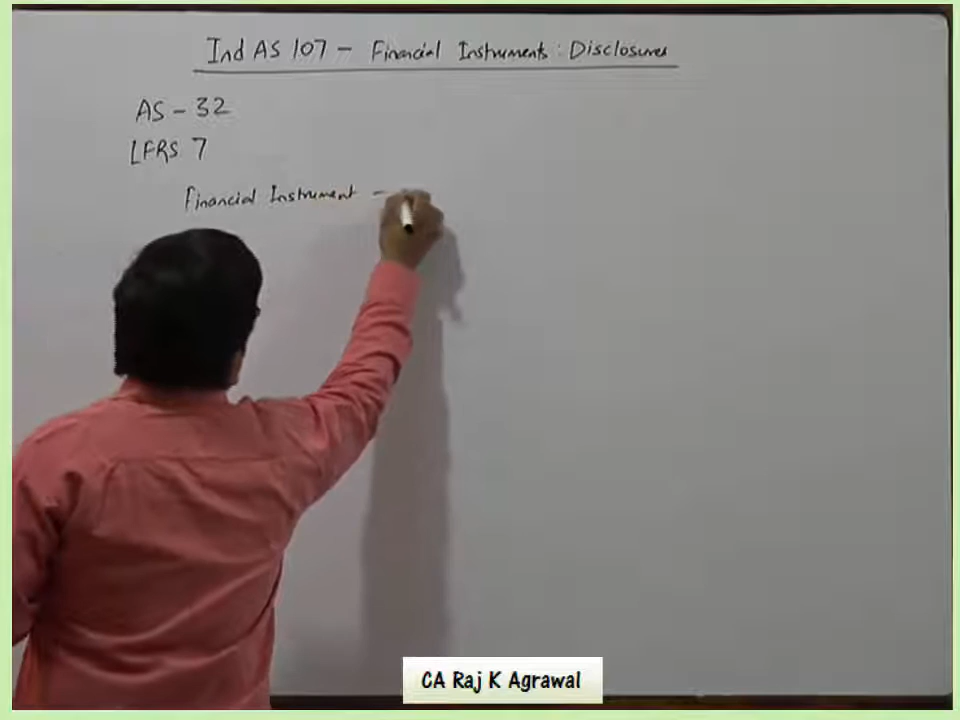 Ind AS 107 - Financial Instruments : Disclosures
AS - 32
IFRS 7
Financial Instrument -
CA Raj K Agrawal